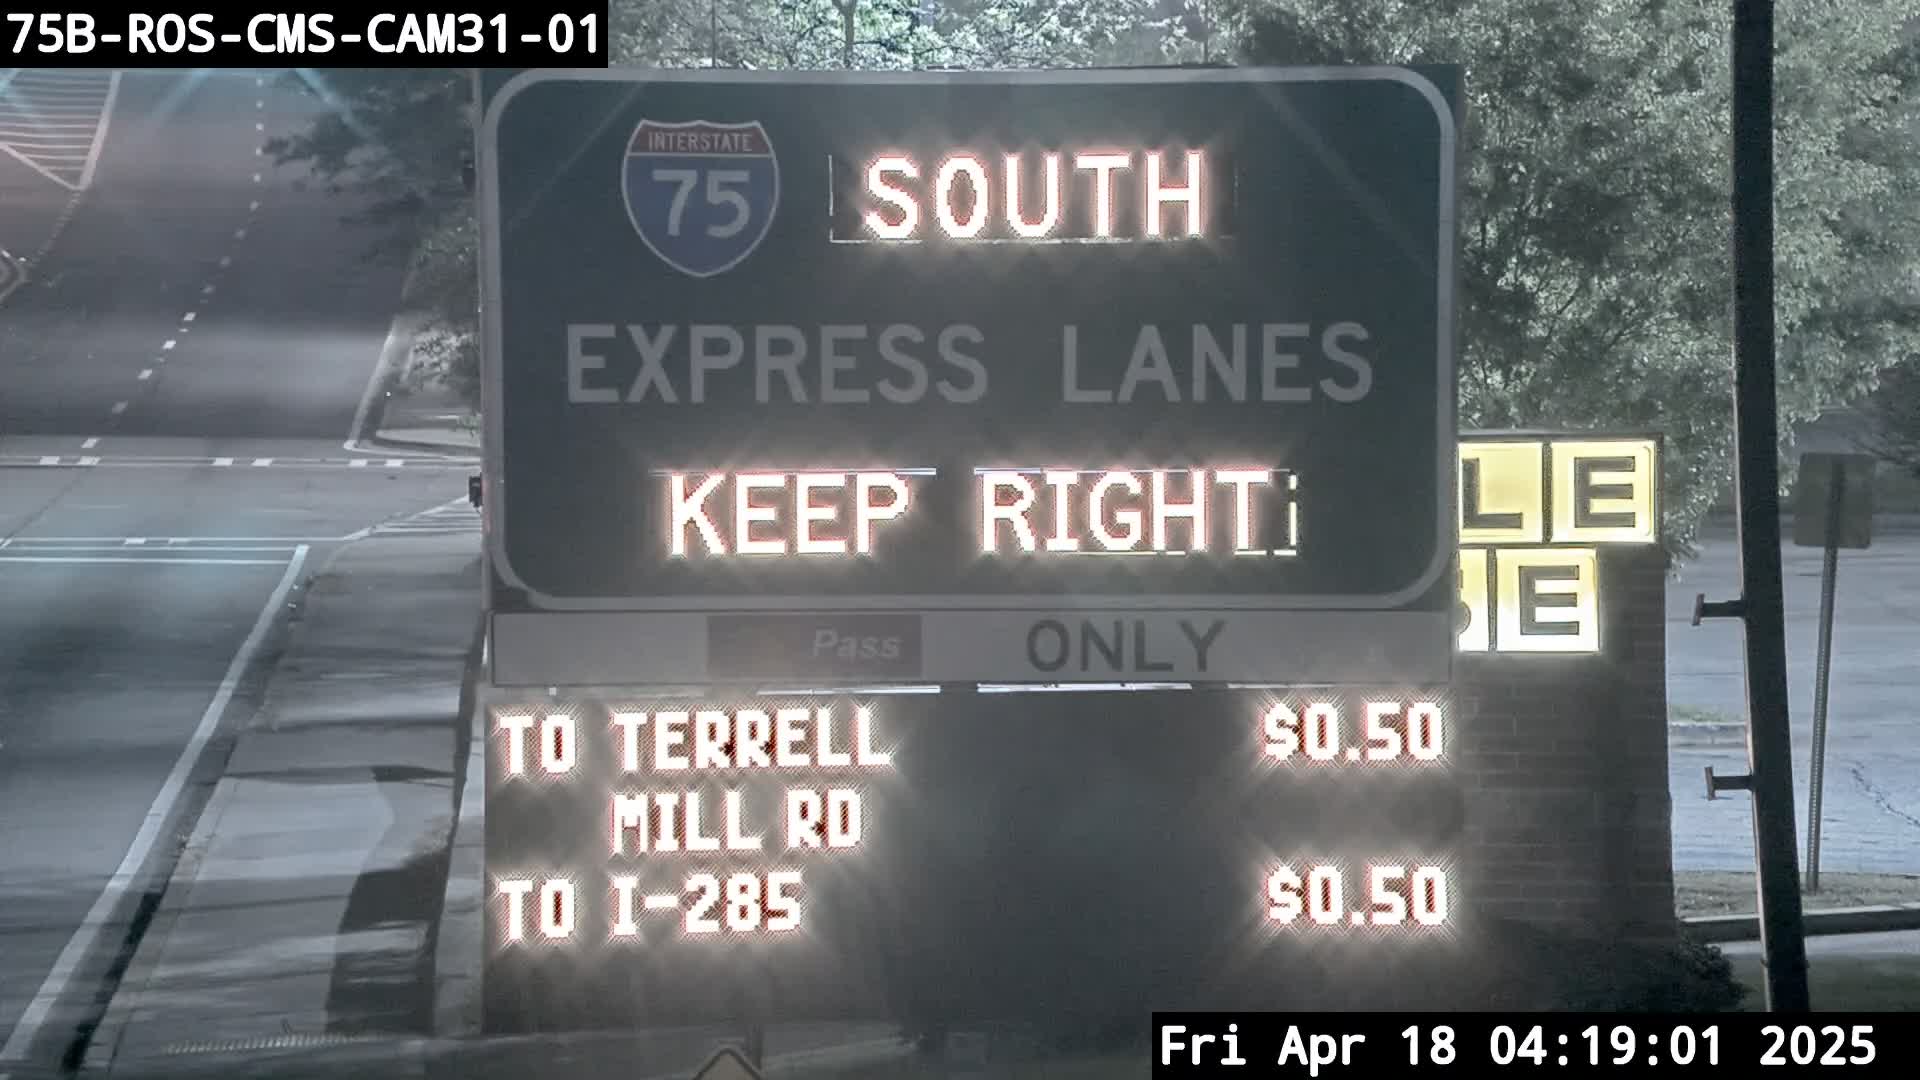 75B-ROS-CMS-CAM31-01
INTERSTATE
75
SOUTH
EXPRESS LANES
KEEP RIGHT
LE
E
Pass ONLY
TO TERRELL $0.50
MILL RD
TO I-285 $0.50
Fri Apr 18 04:19:01 2025